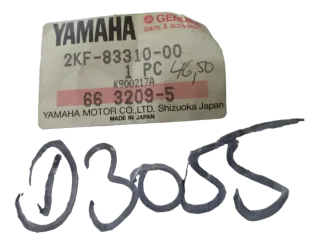 YAMAHA GENUINE
parts & accessories
2KF-83310-00
1 PC 46,50
K900217A
66 3209-5
YAMAHA MOTOR CO.,LTD. Shizuoka Japan
MADE IN JAPAN
D3055